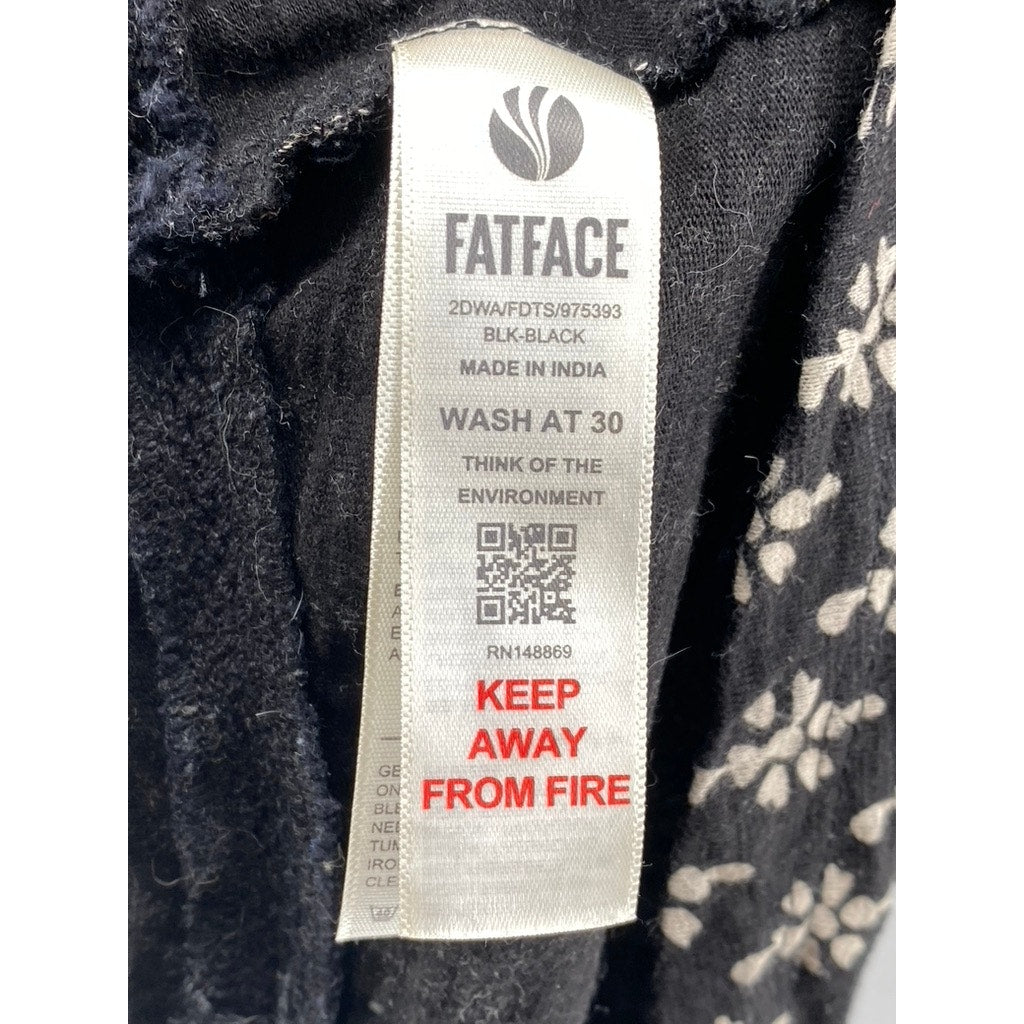 FATFACE
2DWA/FDTS/975393
BLK-BLACK
MADE IN INDIA
WASH AT 30
THINK OF THE
ENVIRONMENT
RN148869
KEEP
AWAY
FROM FIRE